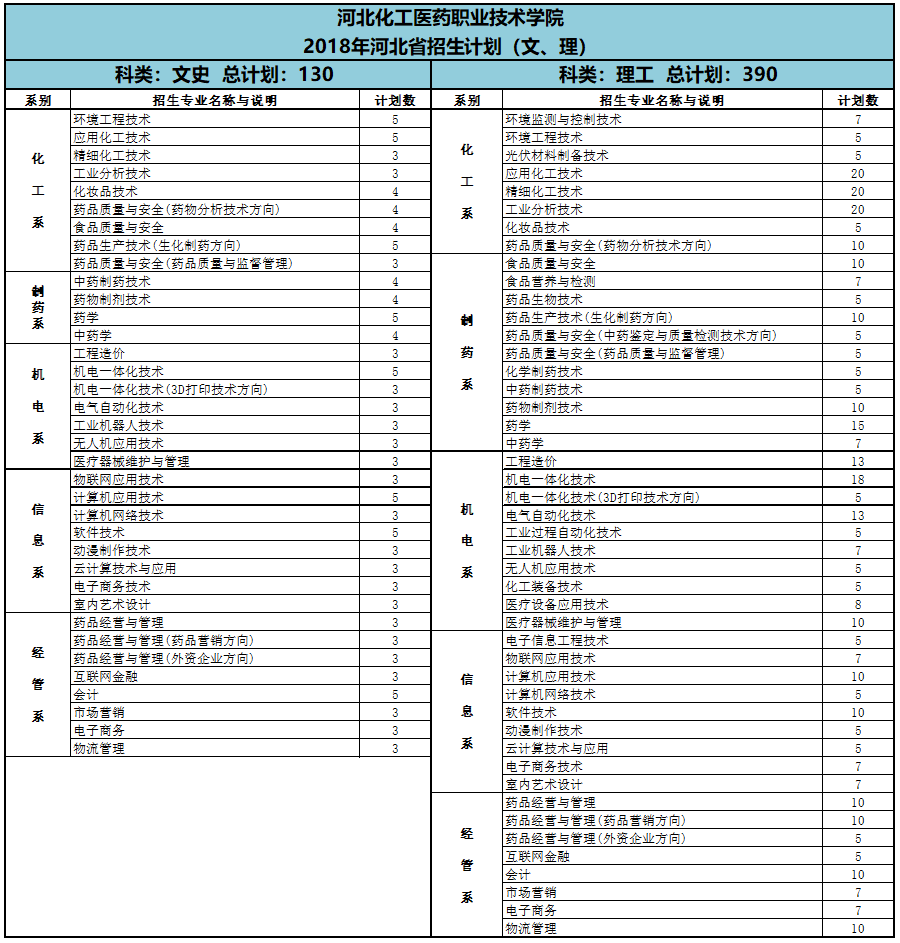 河北化工医药职业技术学院
2018年河北省招生计划（文、理）
科类：文史 总计划：130
系别 招生专业名称与说明 计划数
化工系
环境工程技术 5
应用化工技术 5
精细化工技术 3
工业分析技术 3
化妆品技术 4
药品质量与安全(药物分析技术方向) 4
食品质量与安全 4
药品生产技术(生化制药方向) 5
药品质量与安全(药品质量与监督管理) 3
制药系
中药制药技术 4
药物制剂技术 4
药学 5
中药学 4
机电系
工程造价 3
机电一体化技术 5
机电一体化技术(3D打印技术方向) 3
电气自动化技术 3
工业机器人技术 3
无人机应用技术 3
医疗器械维护与管理 3
信息系
物联网应用技术 3
计算机应用技术 5
计算机网络技术 3
软件技术 5
动漫制作技术 3
云计算技术与应用 3
电子商务技术 3
室内艺术设计 3
经管系
药品经营与管理 3
药品经营与管理(药品营销方向) 3
药品经营与管理(外资企业方向) 3
互联网金融 3
会计 5
市场营销 3
电子商务 3
物流管理 3
科类：理工 总计划：390
系别 招生专业名称与说明 计划数
化工系
环境监测与控制技术 7
环境工程技术 5
光伏材料制备技术 5
应用化工技术 20
精细化工技术 20
工业分析技术 20
化妆品技术 5
药品质量与安全(药物分析技术方向) 10
制药系
食品质量与安全 10
食品营养与检测 7
药品生物技术 5
药品生产技术(生化制药方向) 10
药品质量与安全(中药鉴定与质量检测技术方向) 5
药品质量与安全(药品质量与监督管理) 5
化学制药技术 5
中药制药技术 5
药物制剂技术 10
药学 15
中药学 7
机电系
工程造价 13
机电一体化技术 18
机电一体化技术(3D打印技术方向) 5
电气自动化技术 13
工业过程自动化技术 5
工业机器人技术 7
无人机应用技术 5
化工装备技术 5
医疗设备应用技术 8
医疗器械维护与管理 10
信息系
电子信息工程技术 5
物联网应用技术 7
计算机应用技术 10
计算机网络技术 5
软件技术 10
动漫制作技术 5
云计算技术与应用 5
电子商务技术 7
室内艺术设计 7
经管系
药品经营与管理 10
药品经营与管理(药品营销方向) 10
药品经营与管理(外资企业方向) 5
互联网金融 5
会计 10
市场营销 7
电子商务 7
物流管理 10